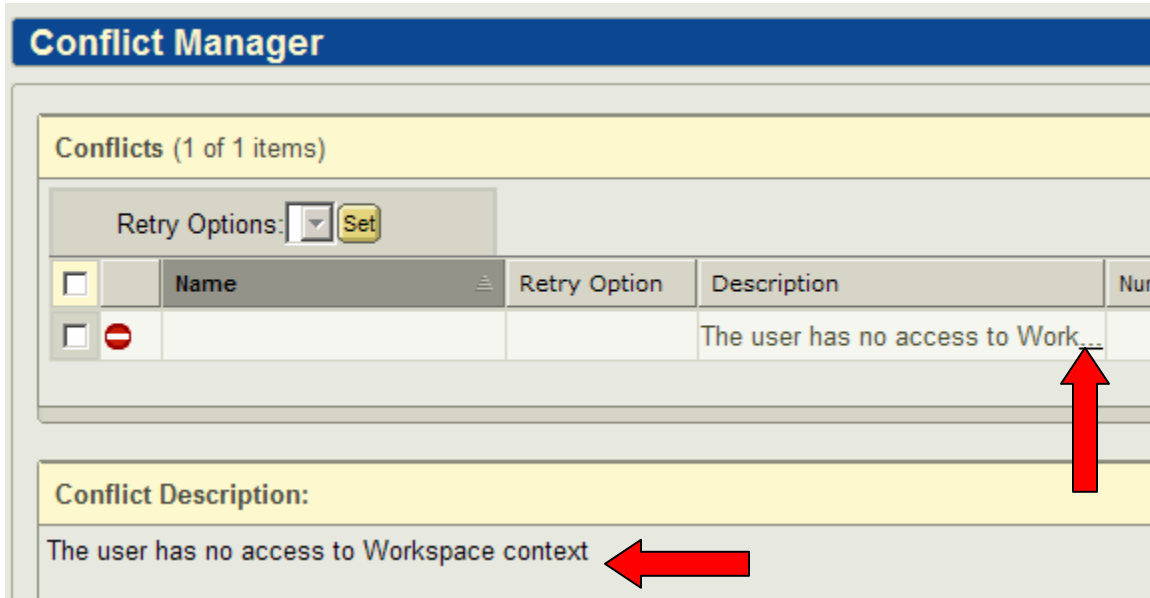 Conflict Manager
Conflicts (1 of 1 items)
Retry Options: Set
Name Retry Option Description Nu
The user has no access to Work...
Conflict Description:
The user has no access to Workspace context